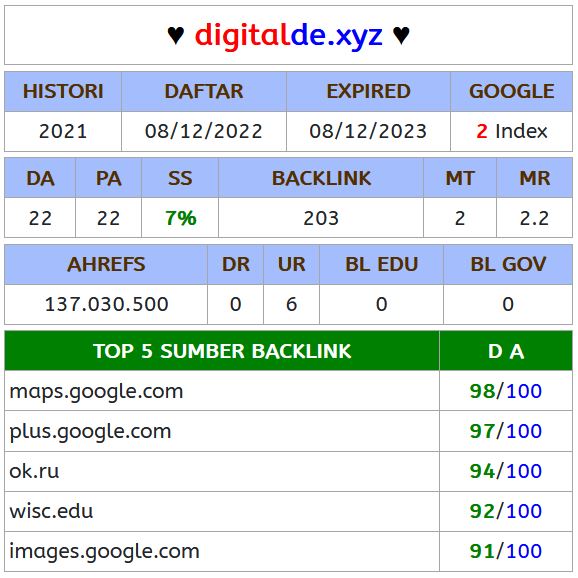 ♥ digitalde.xyz ♥
HISTORI DAFTAR EXPIRED GOOGLE
2021 08/12/2022 08/12/2023 2 Index
DA PA SS BACKLINK MT MR
22 22 7% 203 2 2.2
AHREFS DR UR BL EDU BL GOV
137.030.500 0 6 0 0
TOP 5 SUMBER BACKLINK D A
maps.google.com 98/100
plus.google.com 97/100
ok.ru 94/100
wisc.edu 92/100
images.google.com 91/100